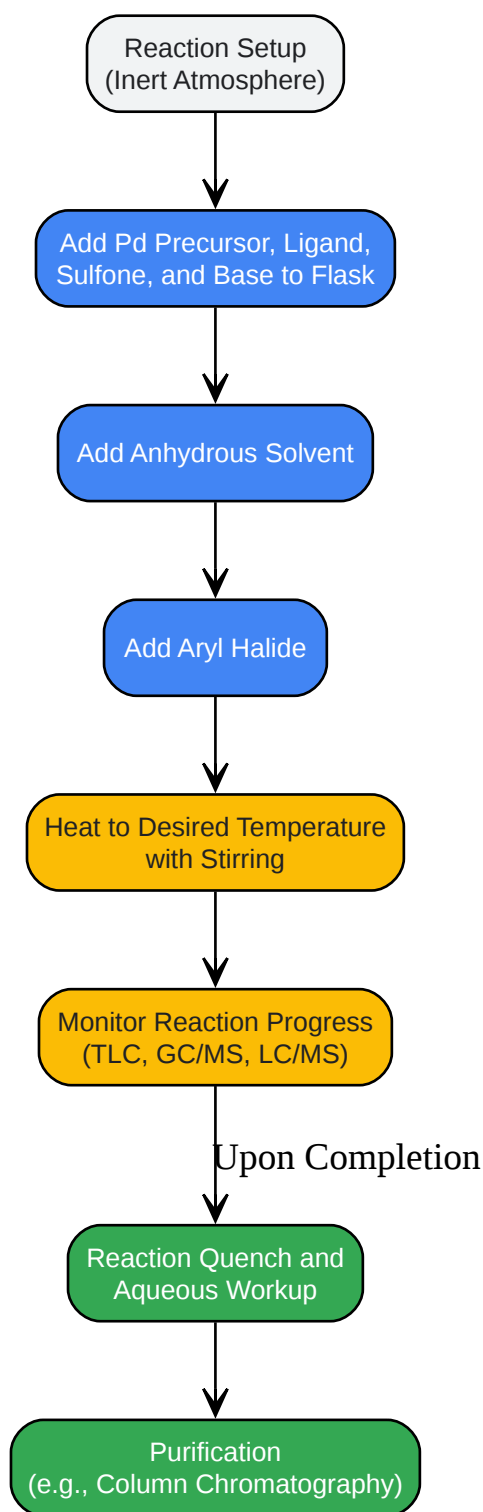 Reaction Setup
(Inert Atmosphere)
Add Pd Precursor, Ligand,
Sulfone, and Base to Flask
Add Anhydrous Solvent
Add Aryl Halide
Heat to Desired Temperature
with Stirring
Monitor Reaction Progress
(TLC, GC/MS, LC/MS)
Upon Completion
Reaction Quench and
Aqueous Workup
Purification
(e.g., Column Chromatography)